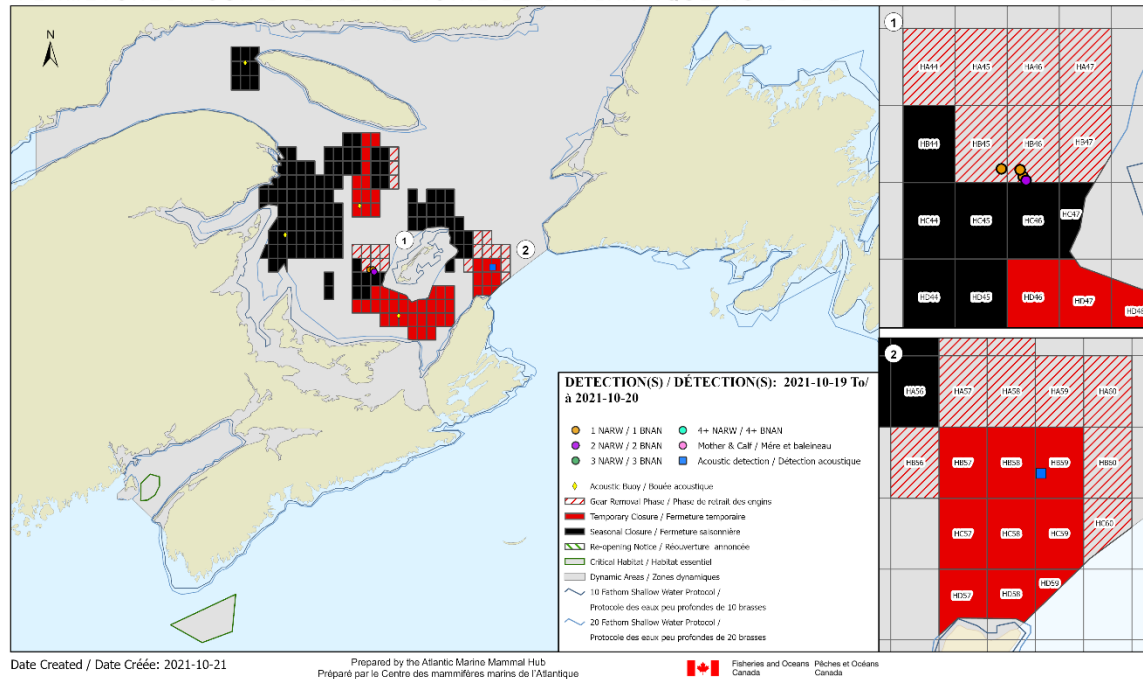 N
1
2
DETECTION(S) / DÉTECTION(S): 2021-10-19 To/
à 2021-10-20
1 NARW / 1 BNAN
4+ NARW / 4+ BNAN
2 NARW / 2 BNAN
Mother & Calf / Mére et baleineau
3 NARW / 3 BNAN
Acoustic detection / Détection acoustique
Acoustic Buoy / Bouée acoustique
Gear Removal Phase / Phase de retrait des engins
Temporary Closure / Fermeture temporaire
Seasonal Closure / Fermeture saisonnière
Re-opening Notice / Réouverture annoncée
Critical Habitat / Habitat essentiel
Dynamic Areas / Zones dynamiques
10 Fathom Shallow Water Protocol /
Protocole des eaux peu profondes de 10 brasses
20 Fathom Shallow Water Protocol /
Protocole des eaux peu profondes de 20 brasses
1
HA44 HA45 HA46 HA47
HB44 HB45 HB46 HB47
HC44 HC45 HC46 HC47
HD44 HD45 HD46 HD47 HD48
2
HA56 HA57 HA58 HA59 HA60
HB56 HB57 HB58 HB59 HB60
HC57 HC58 HC59 HC60
HD57 HD58 HD59
Date Created / Date Créée: 2021-10-21
Prepared by the Atlantic Marine Mammal Hub
Préparé par le Centre des mammifères marins de l'Atlantique
Fisheries and Oceans Pêches et Océans
Canada Canada